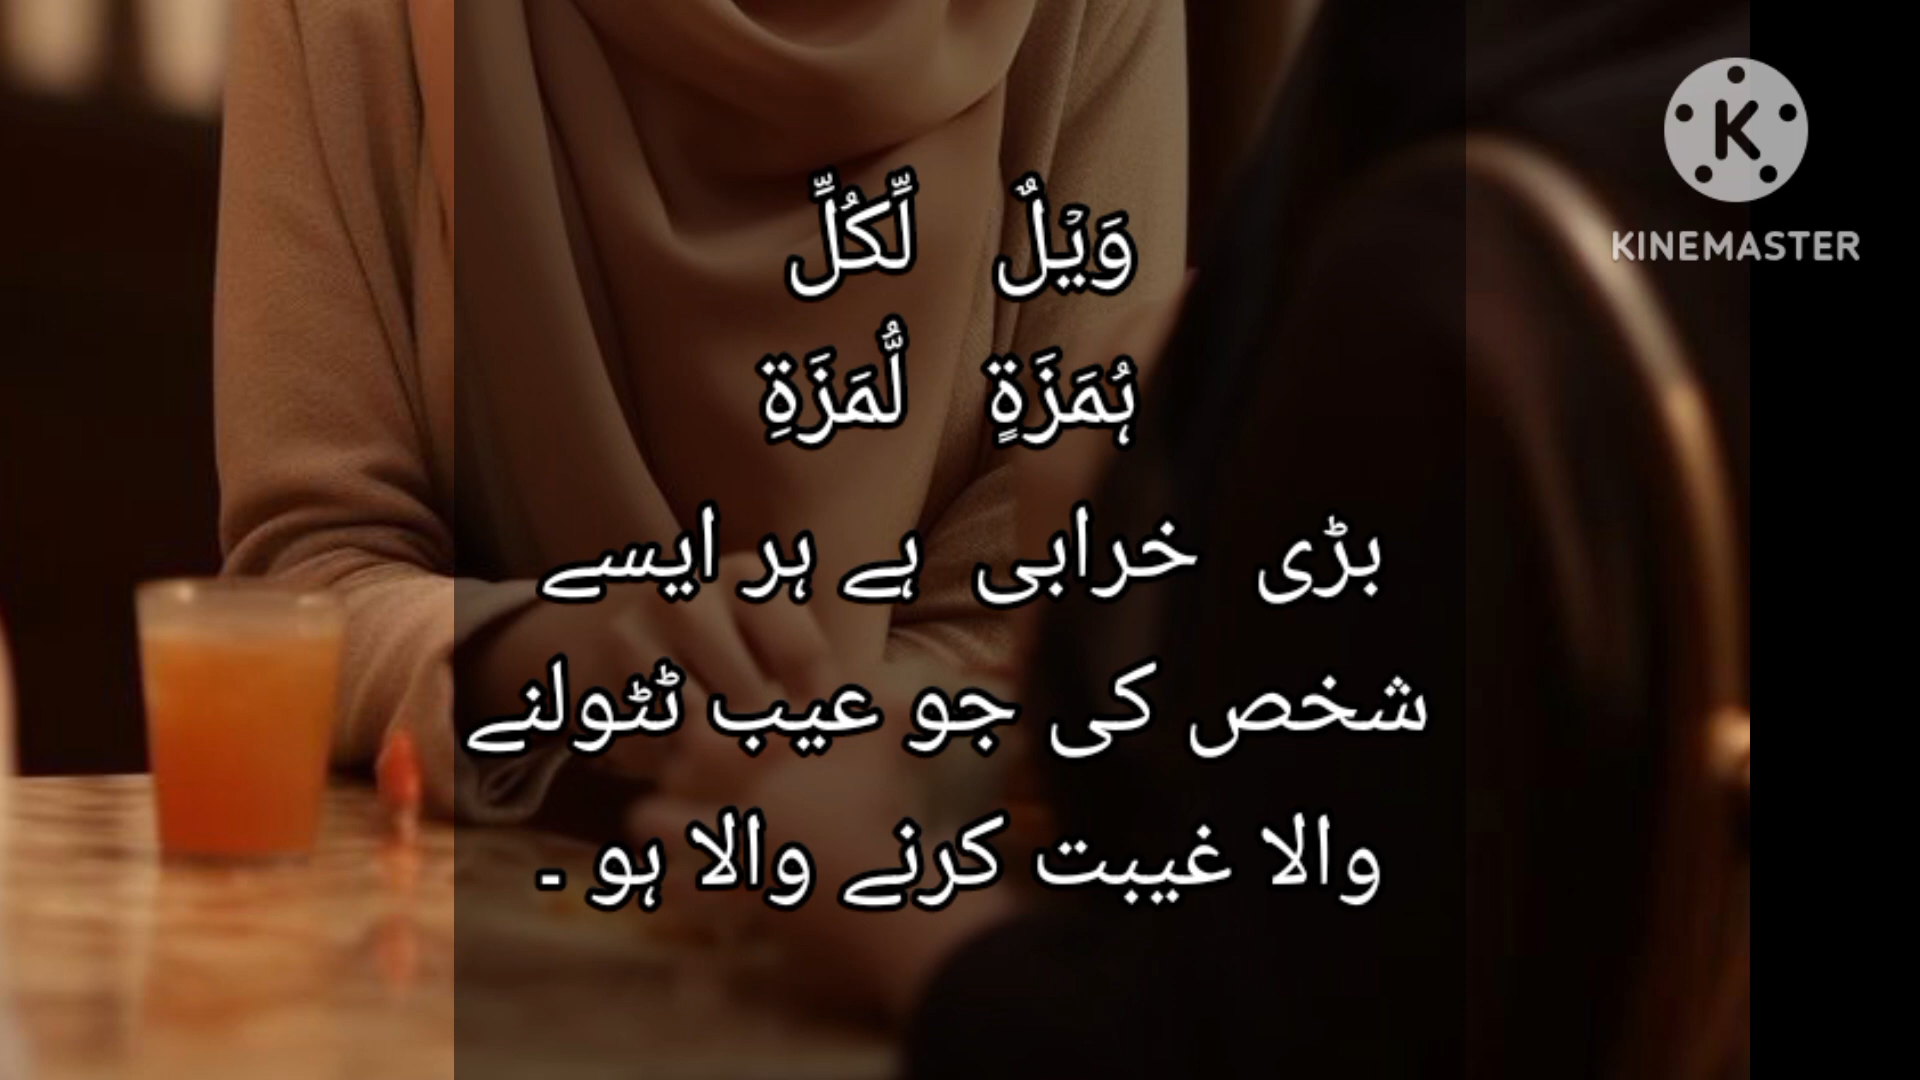 وَیۡلٌ لِّکُلِّ
ہُمَزَۃٍ لُّمَزَۃِ
بڑی خرابی ہے ہر ایسے
شخص کی جو عیب ٹٹولنے
والا غیبت کرنے والا ہو ۔
K
KINEMASTER